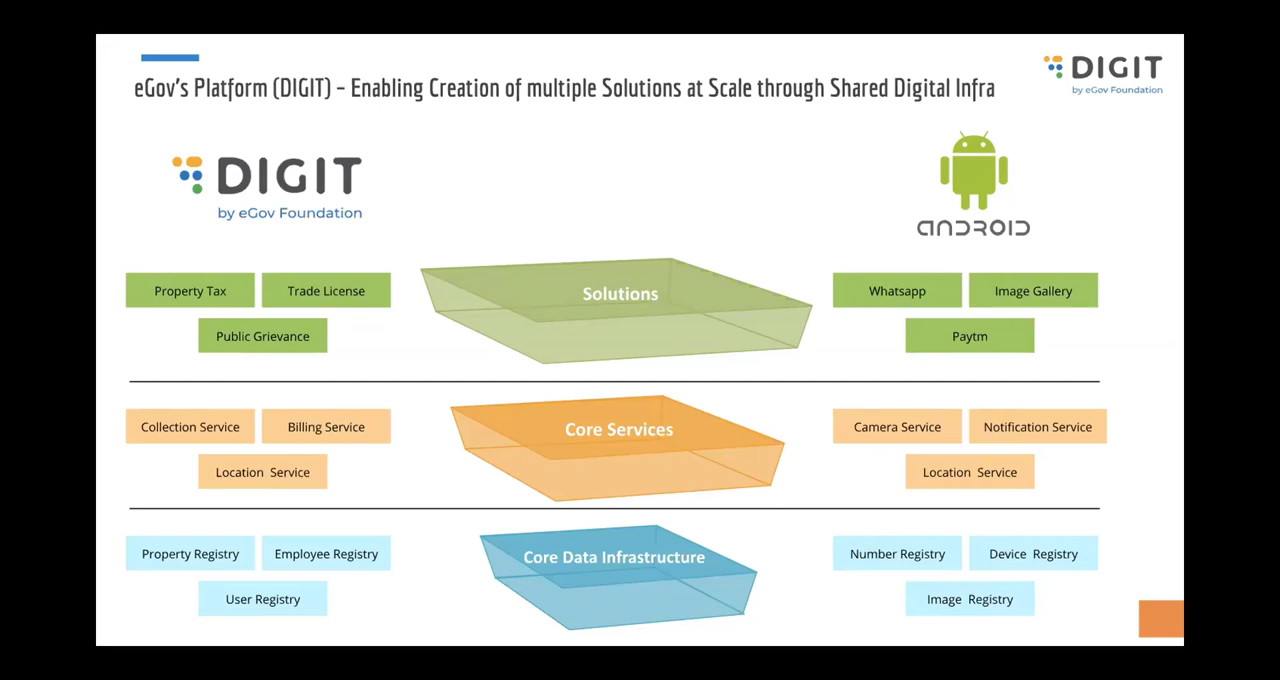 eGov's Platform (DIGIT) – Enabling Creation of multiple Solutions at Scale through Shared Digital Infra
DIGIT
by eGov Foundation
DIGIT
by eGov Foundation
ANDROID
Property Tax
Trade License
Public Grievance
Solutions
Whatsapp
Image Gallery
Paytm
Collection Service
Billing Service
Location Service
Core Services
Camera Service
Notification Service
Location Service
Property Registry
Employee Registry
User Registry
Core Data Infrastructure
Number Registry
Device Registry
Image Registry